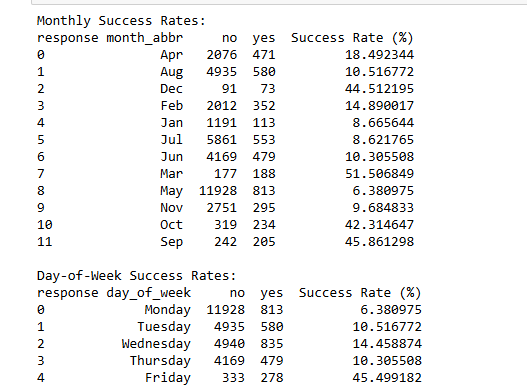 Monthly Success Rates:
response month_abbr no yes Success Rate (%)
0 Apr 2076 471 18.492344
1 Aug 4935 580 10.516772
2 Dec 91 73 44.512195
3 Feb 2012 352 14.890017
4 Jan 1191 113 8.665644
5 Jul 5861 553 8.621765
6 Jun 4169 479 10.305508
7 Mar 177 188 51.506849
8 May 11928 813 6.380975
9 Nov 2751 295 9.684833
10 Oct 319 234 42.314647
11 Sep 242 205 45.861298
Day-of-Week Success Rates:
response day_of_week no yes Success Rate (%)
0 Monday 11928 813 6.380975
1 Tuesday 4935 580 10.516772
2 Wednesday 4940 835 14.458874
3 Thursday 4169 479 10.305508
4 Friday 333 278 45.499182